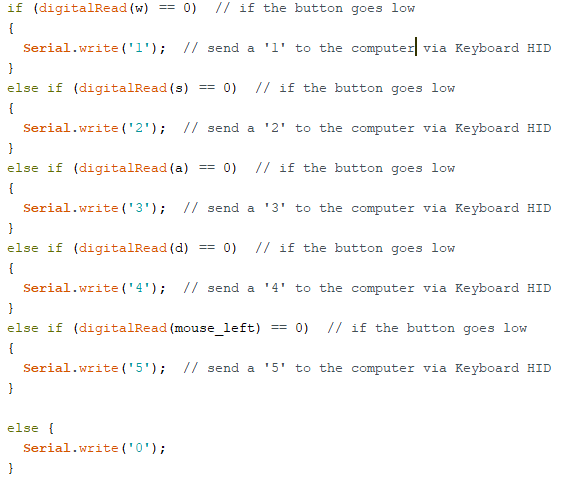 if (digitalRead(w) == 0)  // if the button goes low
{
  Serial.write('1');  // send a '1' to the computer via Keyboard HID
}
else if (digitalRead(s) == 0)  // if the button goes low
{
  Serial.write('2');  // send a '2' to the computer via Keyboard HID
}
else if (digitalRead(a) == 0)  // if the button goes low
{
  Serial.write('3');  // send a '3' to the computer via Keyboard HID
}
else if (digitalRead(d) == 0)  // if the button goes low
{
  Serial.write('4');  // send a '4' to the computer via Keyboard HID
}
else if (digitalRead(mouse_left) == 0)  // if the button goes low
{
  Serial.write('5');  // send a '5' to the computer via Keyboard HID
}

else {
  Serial.write('0');
}